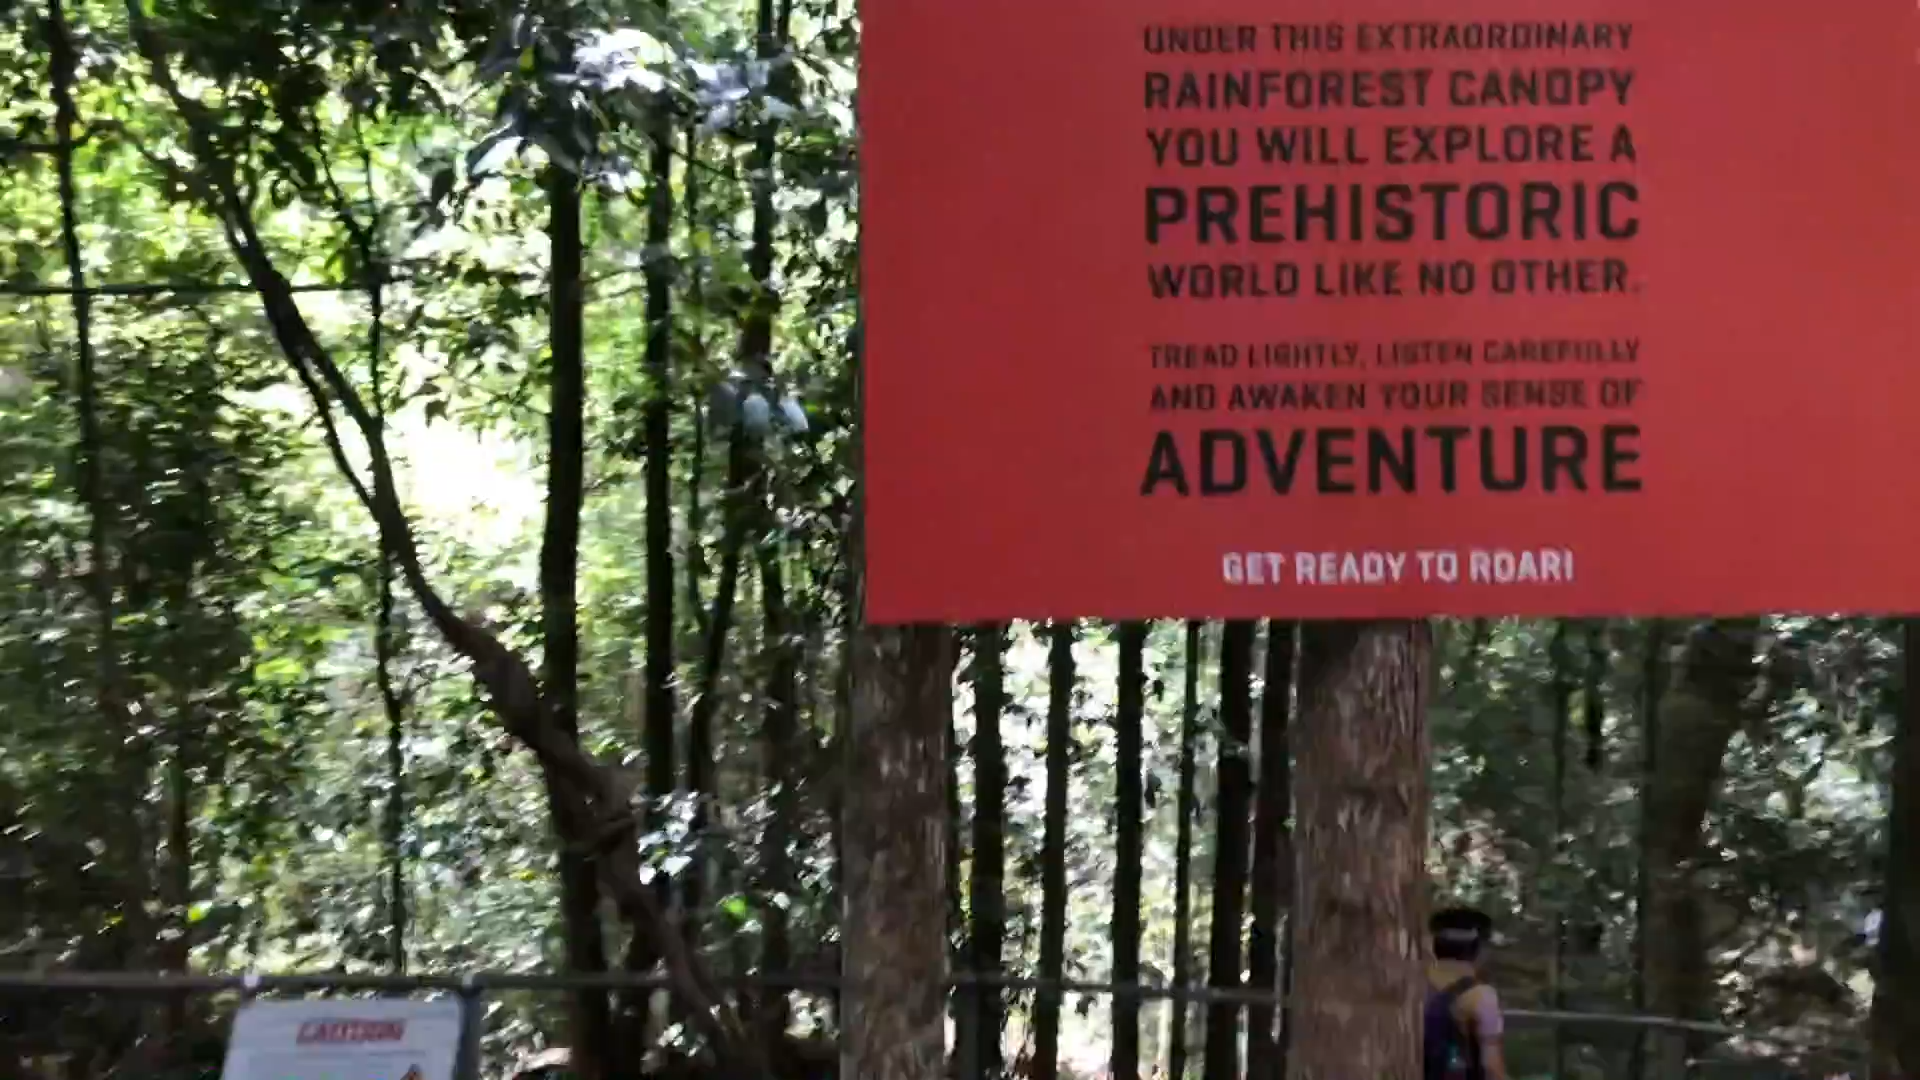 UNDER THIS EXTRAORDINARY
RAINFOREST CANOPY
YOU WILL EXPLORE A
PREHISTORIC
WORLD LIKE NO OTHER.
TREAD LIGHTLY, LISTEN CAREFULLY
AND AWAKEN YOUR SENSE OF
ADVENTURE
GET READY TO ROAR!
CAUTION